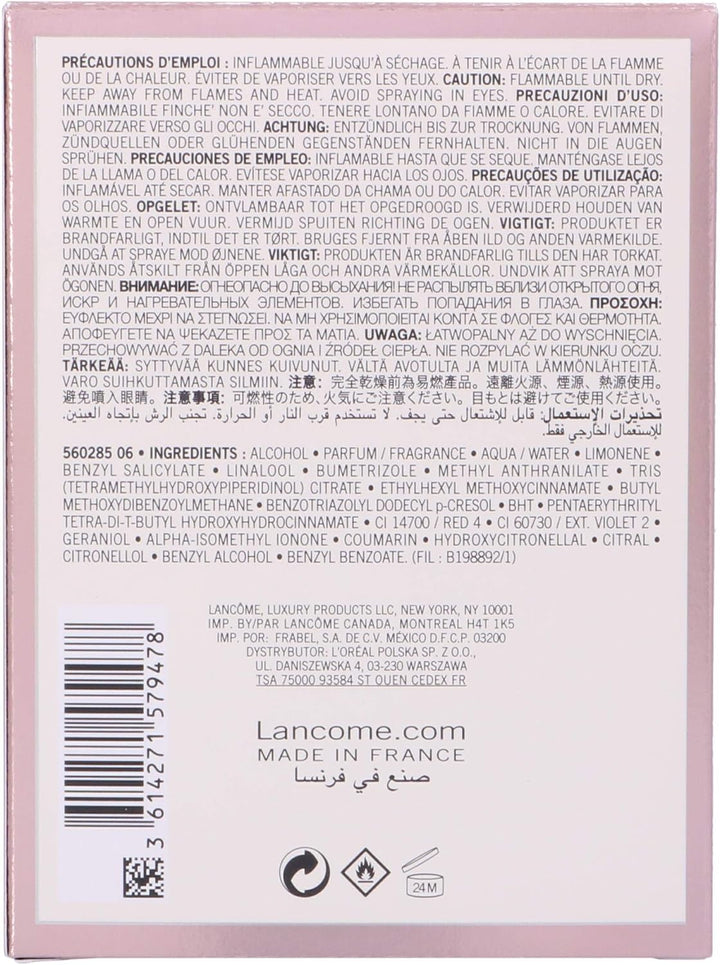 PRÉCAUTIONS D'EMPLOI : INFLAMMABLE JUSQU'À SÉCHAGE. À TENIR À L'ÉCART DE LA FLAMME
OU DE LA CHALEUR. ÉVITER DE VAPORISER VERS LES YEUX. CAUTION: FLAMMABLE UNTIL DRY.
KEEP AWAY FROM FLAMES AND HEAT. AVOID SPRAYING IN EYES. PRECAUZIONI D'USO:
INFIAMMABILE FINCHE' NON E' SECCO. TENERE LONTANO DA FIAMME O CALORE. EVITARE DI
VAPORIZZARE VERSO GLI OCCHI. ACHTUNG: ENTZÜNDLICH BIS ZUR TROCKNUNG. VON FLAMMEN,
ZÜNDQUELLEN ODER GLÜHENDEN GEGENSTÄNDEN FERNHALTEN. NICHT IN DIE AUGEN
SPRÜHEN. PRECAUCIONES DE EMPLEO: INFLAMABLE HASTA QUE SE SEQUE. MANTÉNGASE LEJOS
DE LA LLAMA O DEL CALOR. EVÍTESE VAPORIZAR HACIA LOS OJOS. PRECAUÇÕES DE UTILIZAÇÃO:
INFLAMÁVEL ATÉ SECAR. MANTER AFASTADO DA CHAMA OU DO CALOR. EVITAR VAPORIZAR PARA
OS OLHOS. OPGELET: ONTVLAMBAAR TOT HET OPGEDROOGD IS. VERWIJDERD HOUDEN VAN
WARMTE EN OPEN VUUR. VERMIJD SPUITEN RICHTING DE OGEN. VIGTIGT: PRODUKTET ER
BRANDFARLIGT, INDTIL DET ER TØRT. BRUGES FJERNT FRA ÅBEN ILD OG ANDEN VARMEKILDE.
UNDGÅ AT SPRAYE MOD ØJNENE. VIKTIGT: PRODUKTEN ÄR BRANDFARLIG TILLS DEN HAR TORKAT.
ANVÄNDS ÅTSKILT FRÅN ÖPPEN LÅGA OCH ANDRA VÄRMEKÄLLOR. UNDVIK ATT SPRAYA MOT
ÖGONEN. ВНИМАНИЕ: ОГНЕОПАСНО ДО ВЫСЫХАНИЯ! НЕ РАСПЫЛЯТЬ ВБЛИЗИ ОТКРЫТОГО ОГНЯ,
ИСКР И НАГРЕВАТЕЛЬНЫХ ЭЛЕМЕНТОВ. ИЗБЕГАТЬ ПОПАДАНИЯ В ГЛАЗА. ΠΡΟΣΟΧΗ:
ΕΥΦΛΕΚΤΟ ΜΕΧΡΙ ΝΑ ΣΤΕΓΝΩΣΕΙ. ΝΑ ΜΗ ΧΡΗΣΙΜΟΠΟΙΕΙΤΑΙ ΚΟΝΤΑ ΣΕ ΦΛΟΓΕΣ ΚΑΙ ΘΕΡΜΟΤΗΤΑ.
ΑΠΟΦΕΥΓΕΤΕ ΝΑ ΨΕΚΑΖΕΤΕ ΠΡΟΣ ΤΑ ΜΑΤΙΑ. UWAGA: ŁATWOPALNY AŻ DO WYSCHNIĘCIA.
PRZECHOWYWAĆ Z DALEKA OD OGNIA I ŹRÓDEŁ CIEPŁA. NIE ROZPYLAĆ W KIERUNKU OCZU.
TÄRKEÄÄ: SYTTYVÄÄ KUNNES KUIVUNUT. VÄLTÄ AVOTULTA JA MUITA LÄMMÖNLÄHTEITÄ.
VARO SUIHKUTTAMASTA SILMIIN. 注意: 完全乾燥前為易燃產品。遠離火源、煙源、熱源使用。
避免噴入眼睛。注意事項: 可燃性のため、火気にご注意ください。目もとは避けてご使用ください。
تحذيرات الإستعمال: قابل للإشتعال حتى يجف. لا تستخدم قرب النار أو الحرارة. تجنب الرش بإتجاه العينين.
للإستعمال الخارجي فقط.
560285 06 • INGREDIENTS : ALCOHOL • PARFUM / FRAGRANCE • AQUA / WATER • LIMONENE •
BENZYL SALICYLATE • LINALOOL • BUMETRIZOLE • METHYL ANTHRANILATE • TRIS
(TETRAMETHYLHYDROXYPIPERIDINOL) CITRATE • ETHYLHEXYL METHOXYCINNAMATE • BUTYL
METHOXYDIBENZOYLMETHANE • BENZOTRIAZOLYL DODECYL p-CRESOL • BHT • PENTAERYTHRITYL
TETRA-DI-T-BUTYL HYDROXYHYDROCINNAMATE • CI 14700 / RED 4 • CI 60730 / EXT. VIOLET 2 •
GERANIOL • ALPHA-ISOMETHYL IONONE • COUMARIN • HYDROXYCITRONELLAL • CITRAL •
CITRONELLOL • BENZYL ALCOHOL • BENZYL BENZOATE. (FIL : B198892/1)
LANCÔME, LUXURY PRODUCTS LLC, NEW YORK, NY 10001
IMP. BY/PAR LANCÔME CANADA, MONTREAL H4T 1K5
IMP. POR: FRABEL, S.A. DE C.V. MÉXICO D.F.C.P. 03200
DYSTRYBUTOR: L'ORÉAL POLSKA SP. Z O.O.,
UL. DANISZEWSKA 4, 03-230 WARSZAWA
TSA 75000 93584 ST OUEN CEDEX FR
Lancome.com
MADE IN FRANCE
صنع في فرنسا
3 614271 579478
24 M